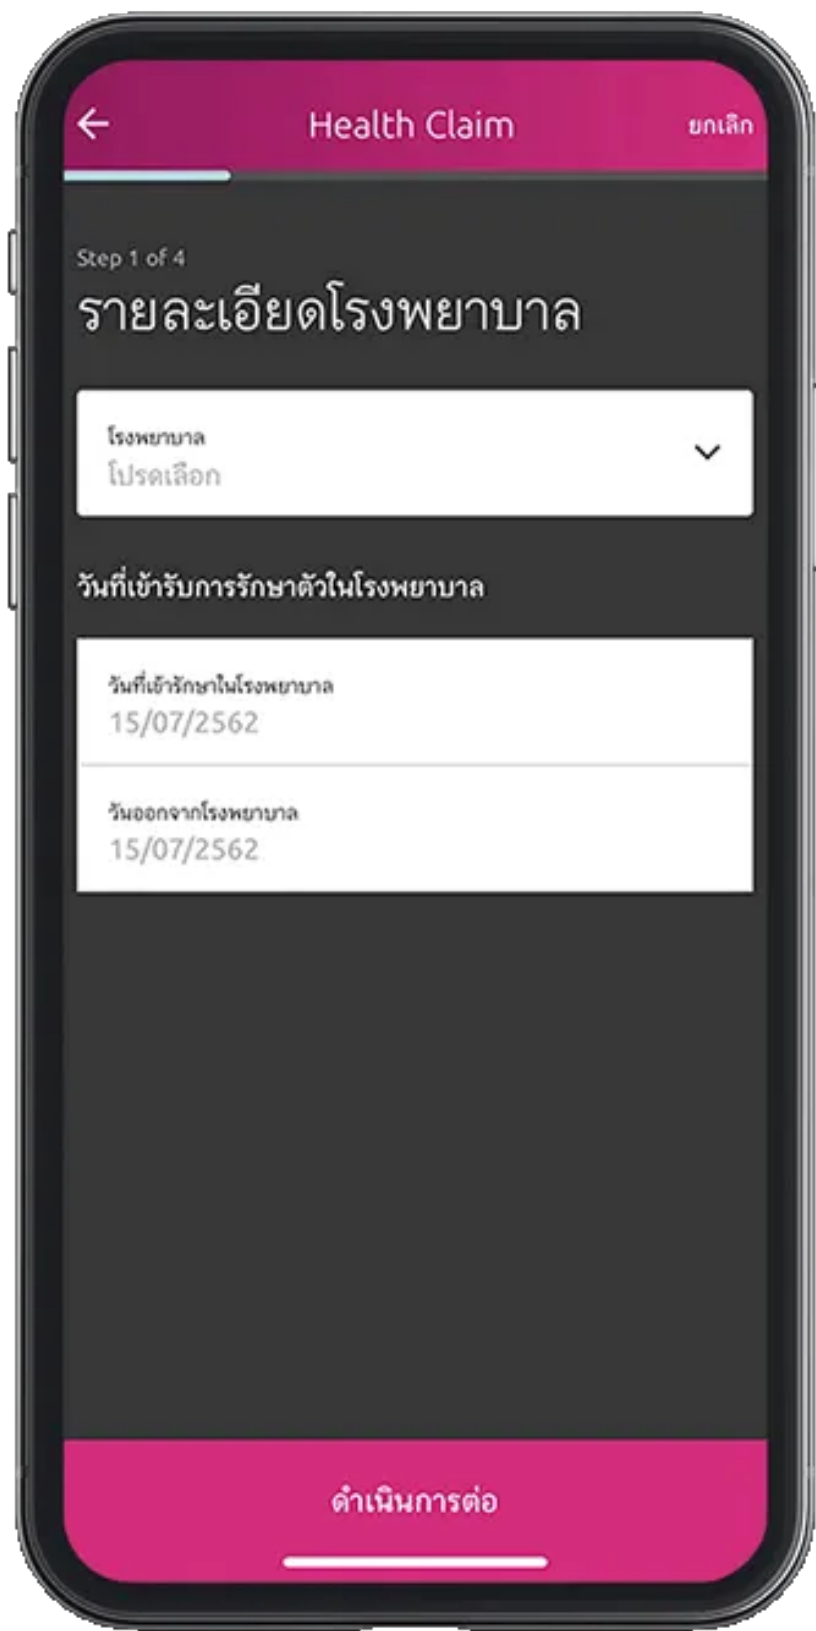 Health Claim
ยกเลิก
Step 1 of 4
รายละเอียดโรงพยาบาล
โรงพยาบาล
โปรดเลือก
วันที่เข้ารับการรักษาตัวในโรงพยาบาล
วันที่เข้ารักษาในโรงพยาบาล
15/07/2562
วันออกจากโรงพยาบาล
15/07/2562
ดำเนินการต่อ